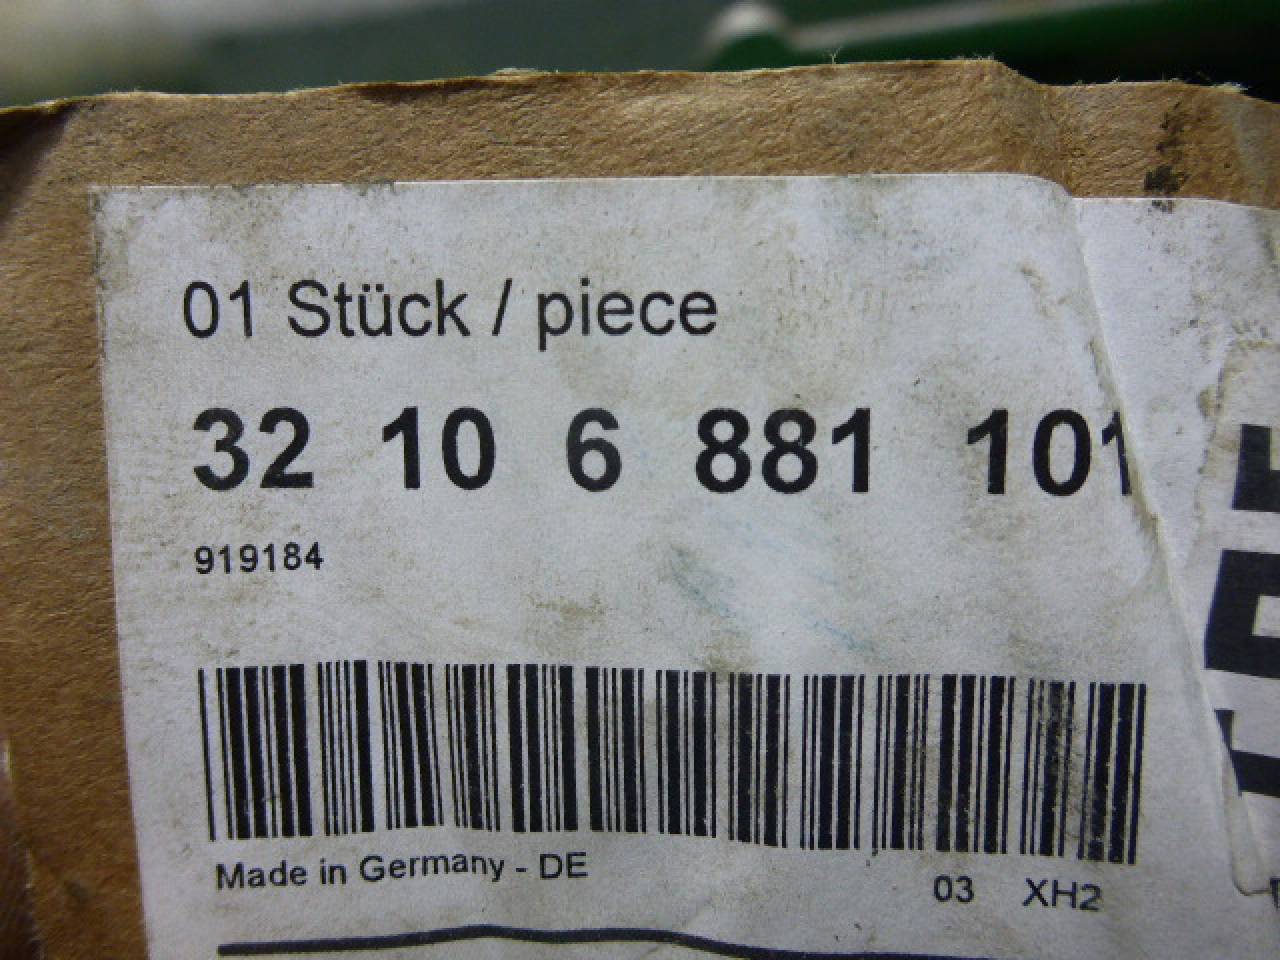 01 Stück / piece
32 10 6 881 101
919184
Made in Germany - DE
03 XH2